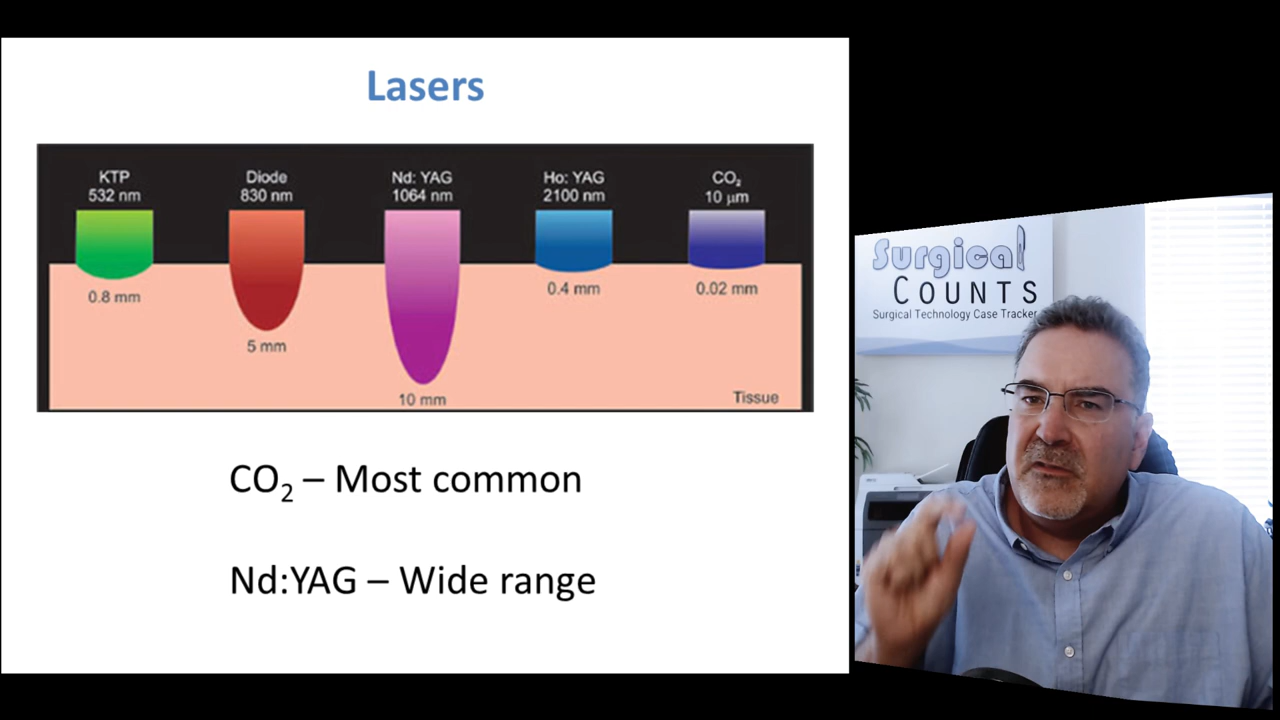 Lasers
KTP
532 nm
Diode
830 nm
Nd: YAG
1064 nm
Ho: YAG
2100 nm
CO₂
10 µm
0.8 mm
5 mm
10 mm
0.4 mm
0.02 mm
Tissue
CO₂ – Most common
Nd:YAG – Wide range
Surgical
COUNTS
Surgical Technology Case Tracker